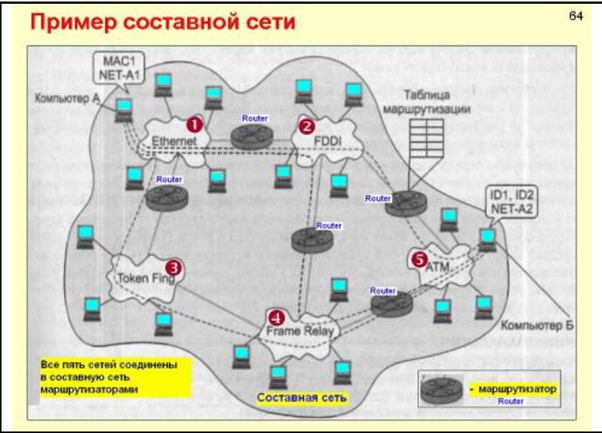 Пример составной сети
64
MAC1
NET-A1
Компьютер А
Таблица
маршрутизации
1
Ethernet
Router
2
FDDI
Router
Router
ID1, ID2
NET-A2
Router
3
Token Fing
5
ATM
Router
4
Frame Relay
Компьютер Б
Все пять сетей соединены
в составную сеть
маршрутизаторами
Составная сеть
- маршрутизатор
Router